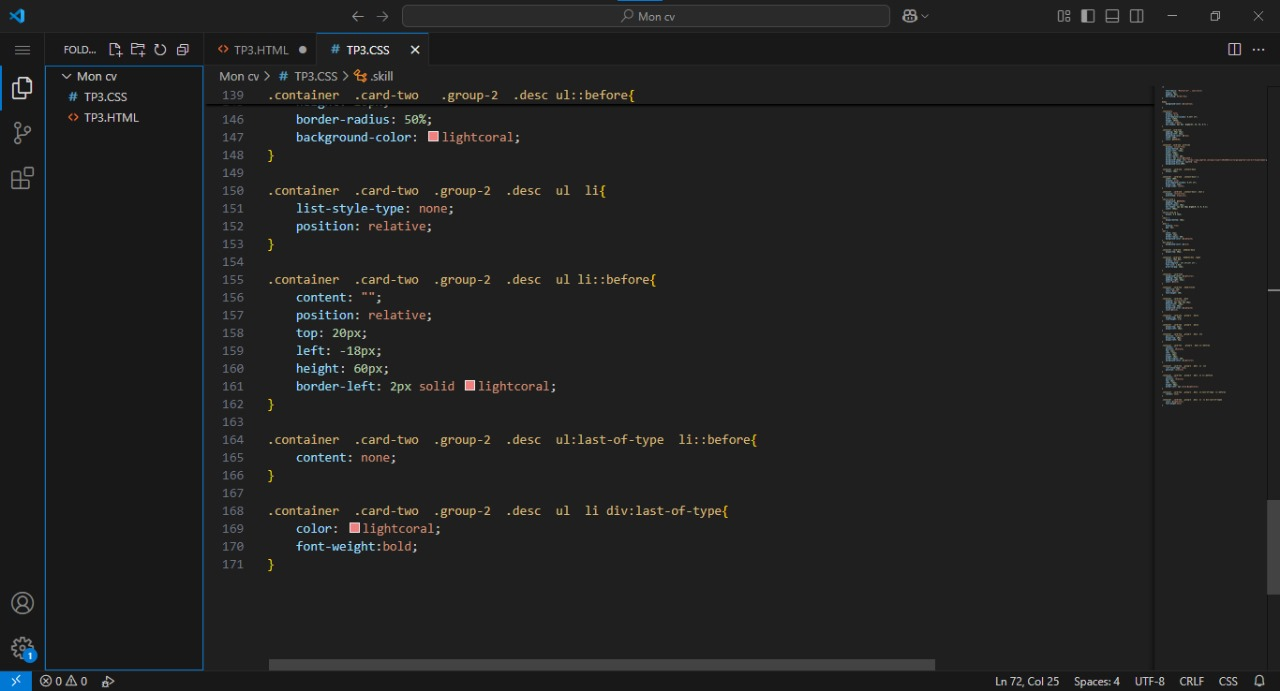 Mon cv
FOLD...
TP3.HTML
TP3.CSS
Mon cv
TP3.CSS
TP3.HTML
Mon cv > # TP3.CSS > .skill
139 .container .card-two .group-2 .desc ul::before{
146 border-radius: 50%;
147 background-color: lightcoral;
148 }
149
150 .container .card-two .group-2 .desc ul li{
151 list-style-type: none;
152 position: relative;
153 }
154
155 .container .card-two .group-2 .desc ul li::before{
156 content: "";
157 position: relative;
158 top: 20px;
159 left: -18px;
160 height: 60px;
161 border-left: 2px solid lightcoral;
162 }
163
164 .container .card-two .group-2 .desc ul:last-of-type li::before{
165 content: none;
166 }
167
168 .container .card-two .group-2 .desc ul li div:last-of-type{
169 color: lightcoral;
170 font-weight:bold;
171 }
1
0 0
Ln 72, Col 25 Spaces: 4 UTF-8 CRLF CSS